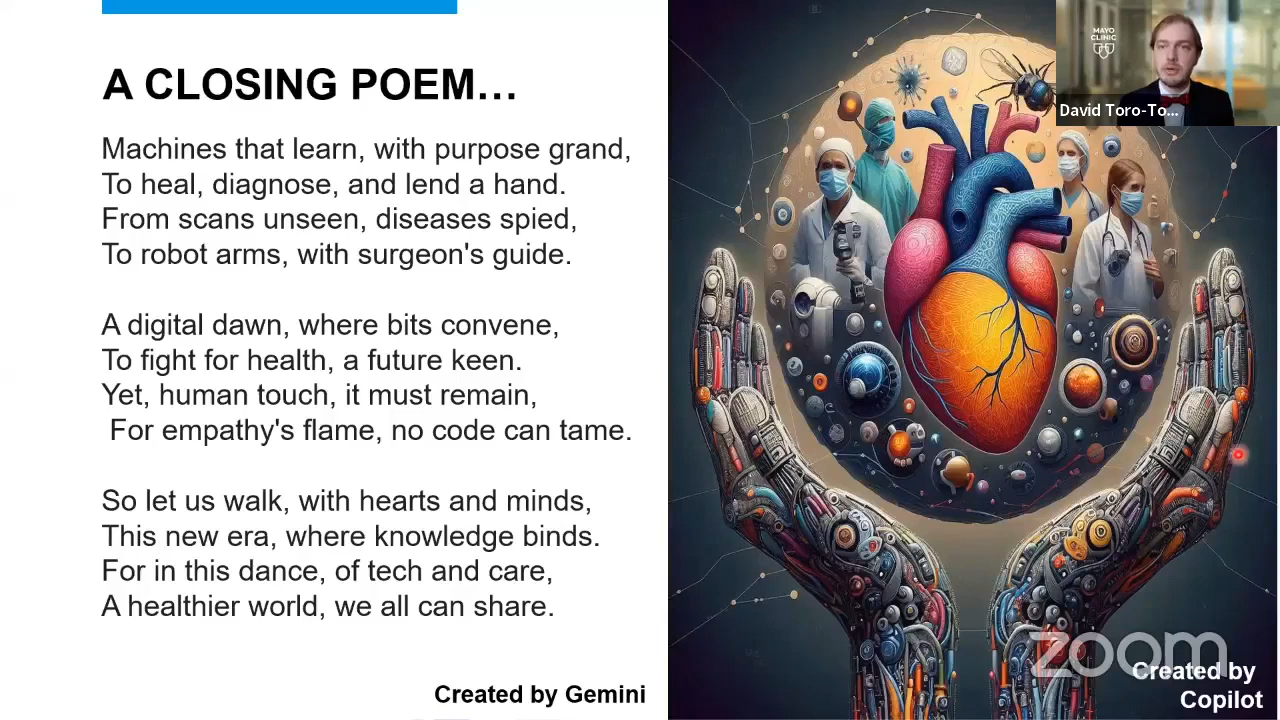 A CLOSING POEM...
Machines that learn, with purpose grand,
To heal, diagnose, and lend a hand.
From scans unseen, diseases spied,
To robot arms, with surgeon's guide.
A digital dawn, where bits convene,
To fight for health, a future keen.
Yet, human touch, it must remain,
For empathy's flame, no code can tame.
So let us walk, with hearts and minds,
This new era, where knowledge binds.
For in this dance, of tech and care,
A healthier world, we all can share.
Created by Gemini
MAYO
CLINIC
David Toro-To...
zoom
Created by
Copilot